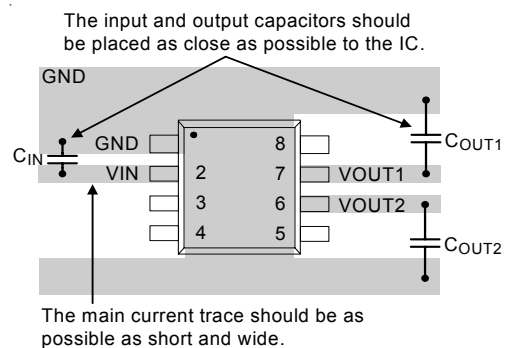 The input and output capacitors should
be placed as close as possible to the IC.
GND
GND
8
CIN
COUT1
VIN
2
7
VOUT1
3
6
VOUT2
4
5
COUT2
The main current trace should be as
possible as short and wide.